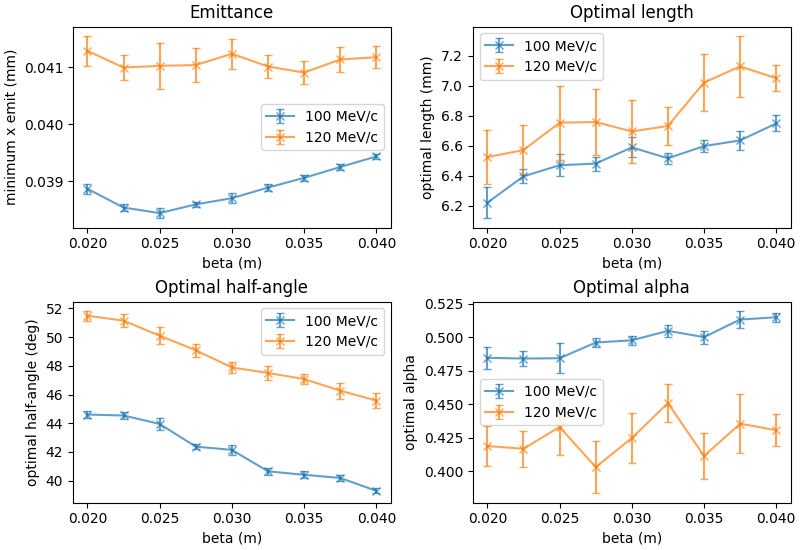 Emittance
minimum x emit (mm)
0.041
0.040
0.039
100 MeV/c
120 MeV/c
0.020 0.025 0.030 0.035 0.040
beta (m)
Optimal length
optimal length (mm)
7.2
7.0
6.8
6.6
6.4
6.2
100 MeV/c
120 MeV/c
0.020 0.025 0.030 0.035 0.040
beta (m)
Optimal half-angle
optimal half-angle (deg)
52
50
48
46
44
42
40
100 MeV/c
120 MeV/c
0.020 0.025 0.030 0.035 0.040
beta (m)
Optimal alpha
optimal alpha
0.525
0.500
0.475
0.450
0.425
0.400
100 MeV/c
120 MeV/c
0.020 0.025 0.030 0.035 0.040
beta (m)